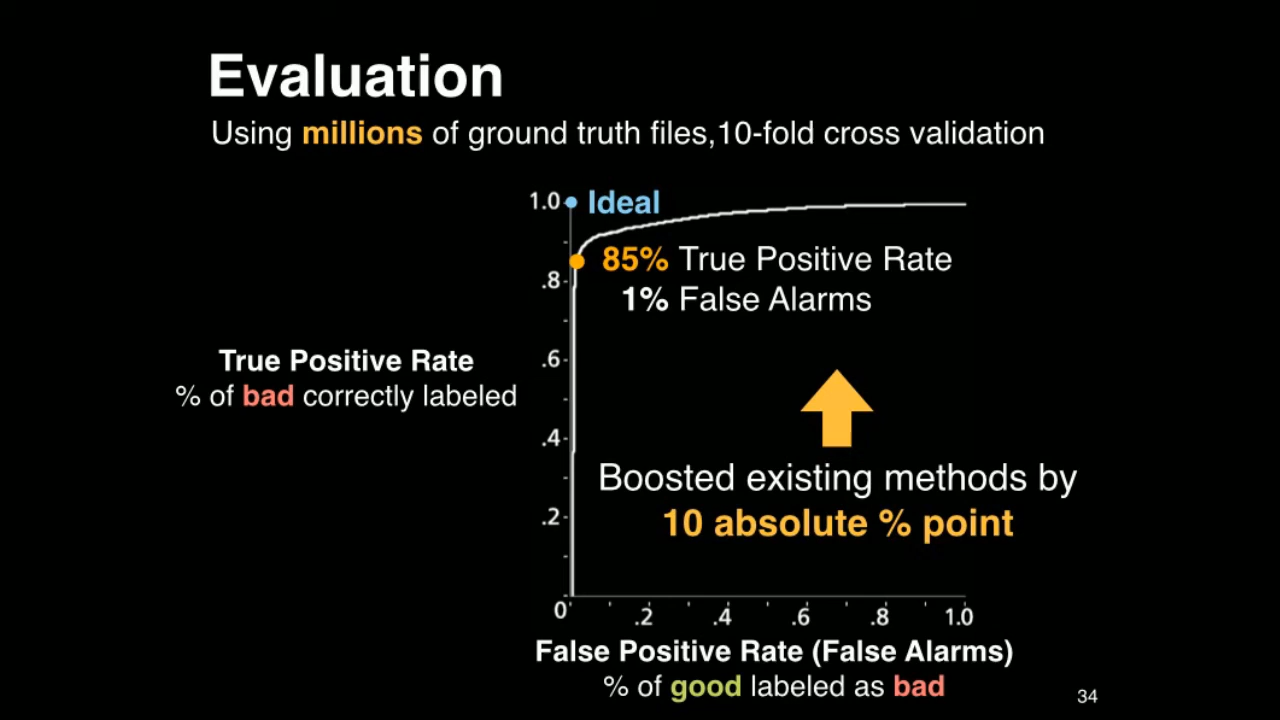 Evaluation
Using millions of ground truth files,10-fold cross validation
1.0
Ideal
85% True Positive Rate
.8
1% False Alarms
True Positive Rate
.6
% of bad correctly labeled
.4
Boosted existing methods by
.2
10 absolute % point
0 .2 .4 .6 .8 1.0
False Positive Rate (False Alarms)
% of good labeled as bad
34